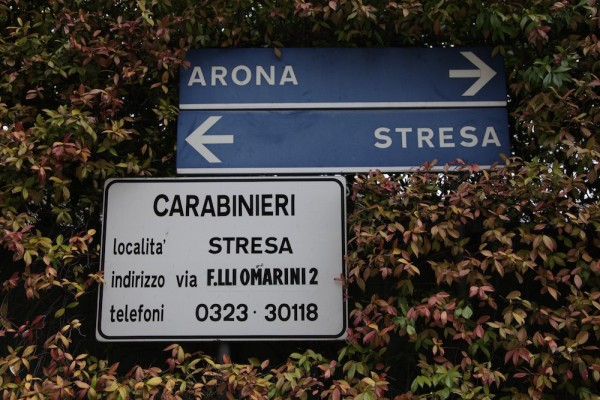 ARONA
STRESA
CARABINIERI
localita' STRESA
indirizzo via F.LLI OMARINI 2
telefoni 0323 · 30118